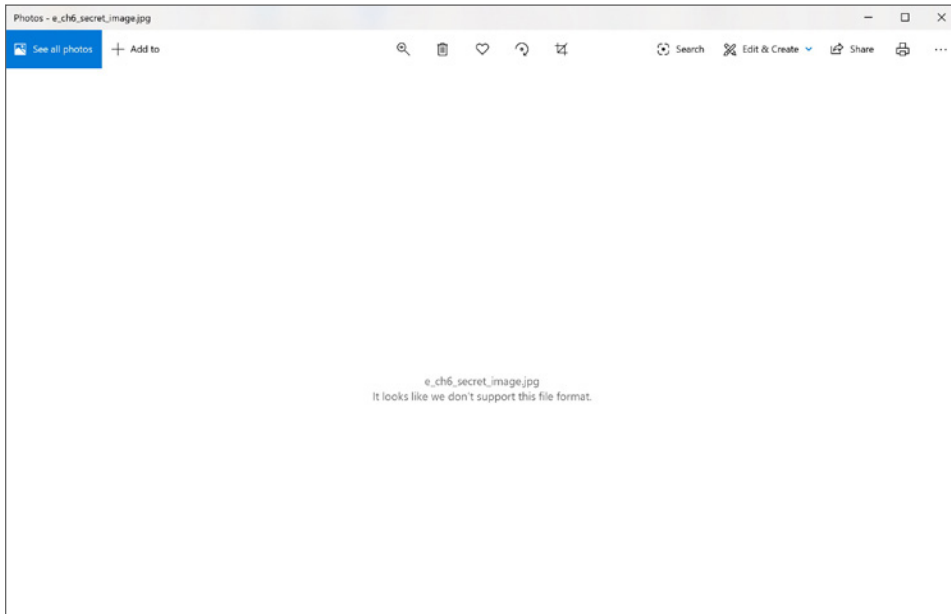 Photos - e_ch6_secret_image.jpg
See all photos
Add to
Search
Edit & Create
Share
e_ch6_secret_image.jpg
It looks like we don't support this file format.